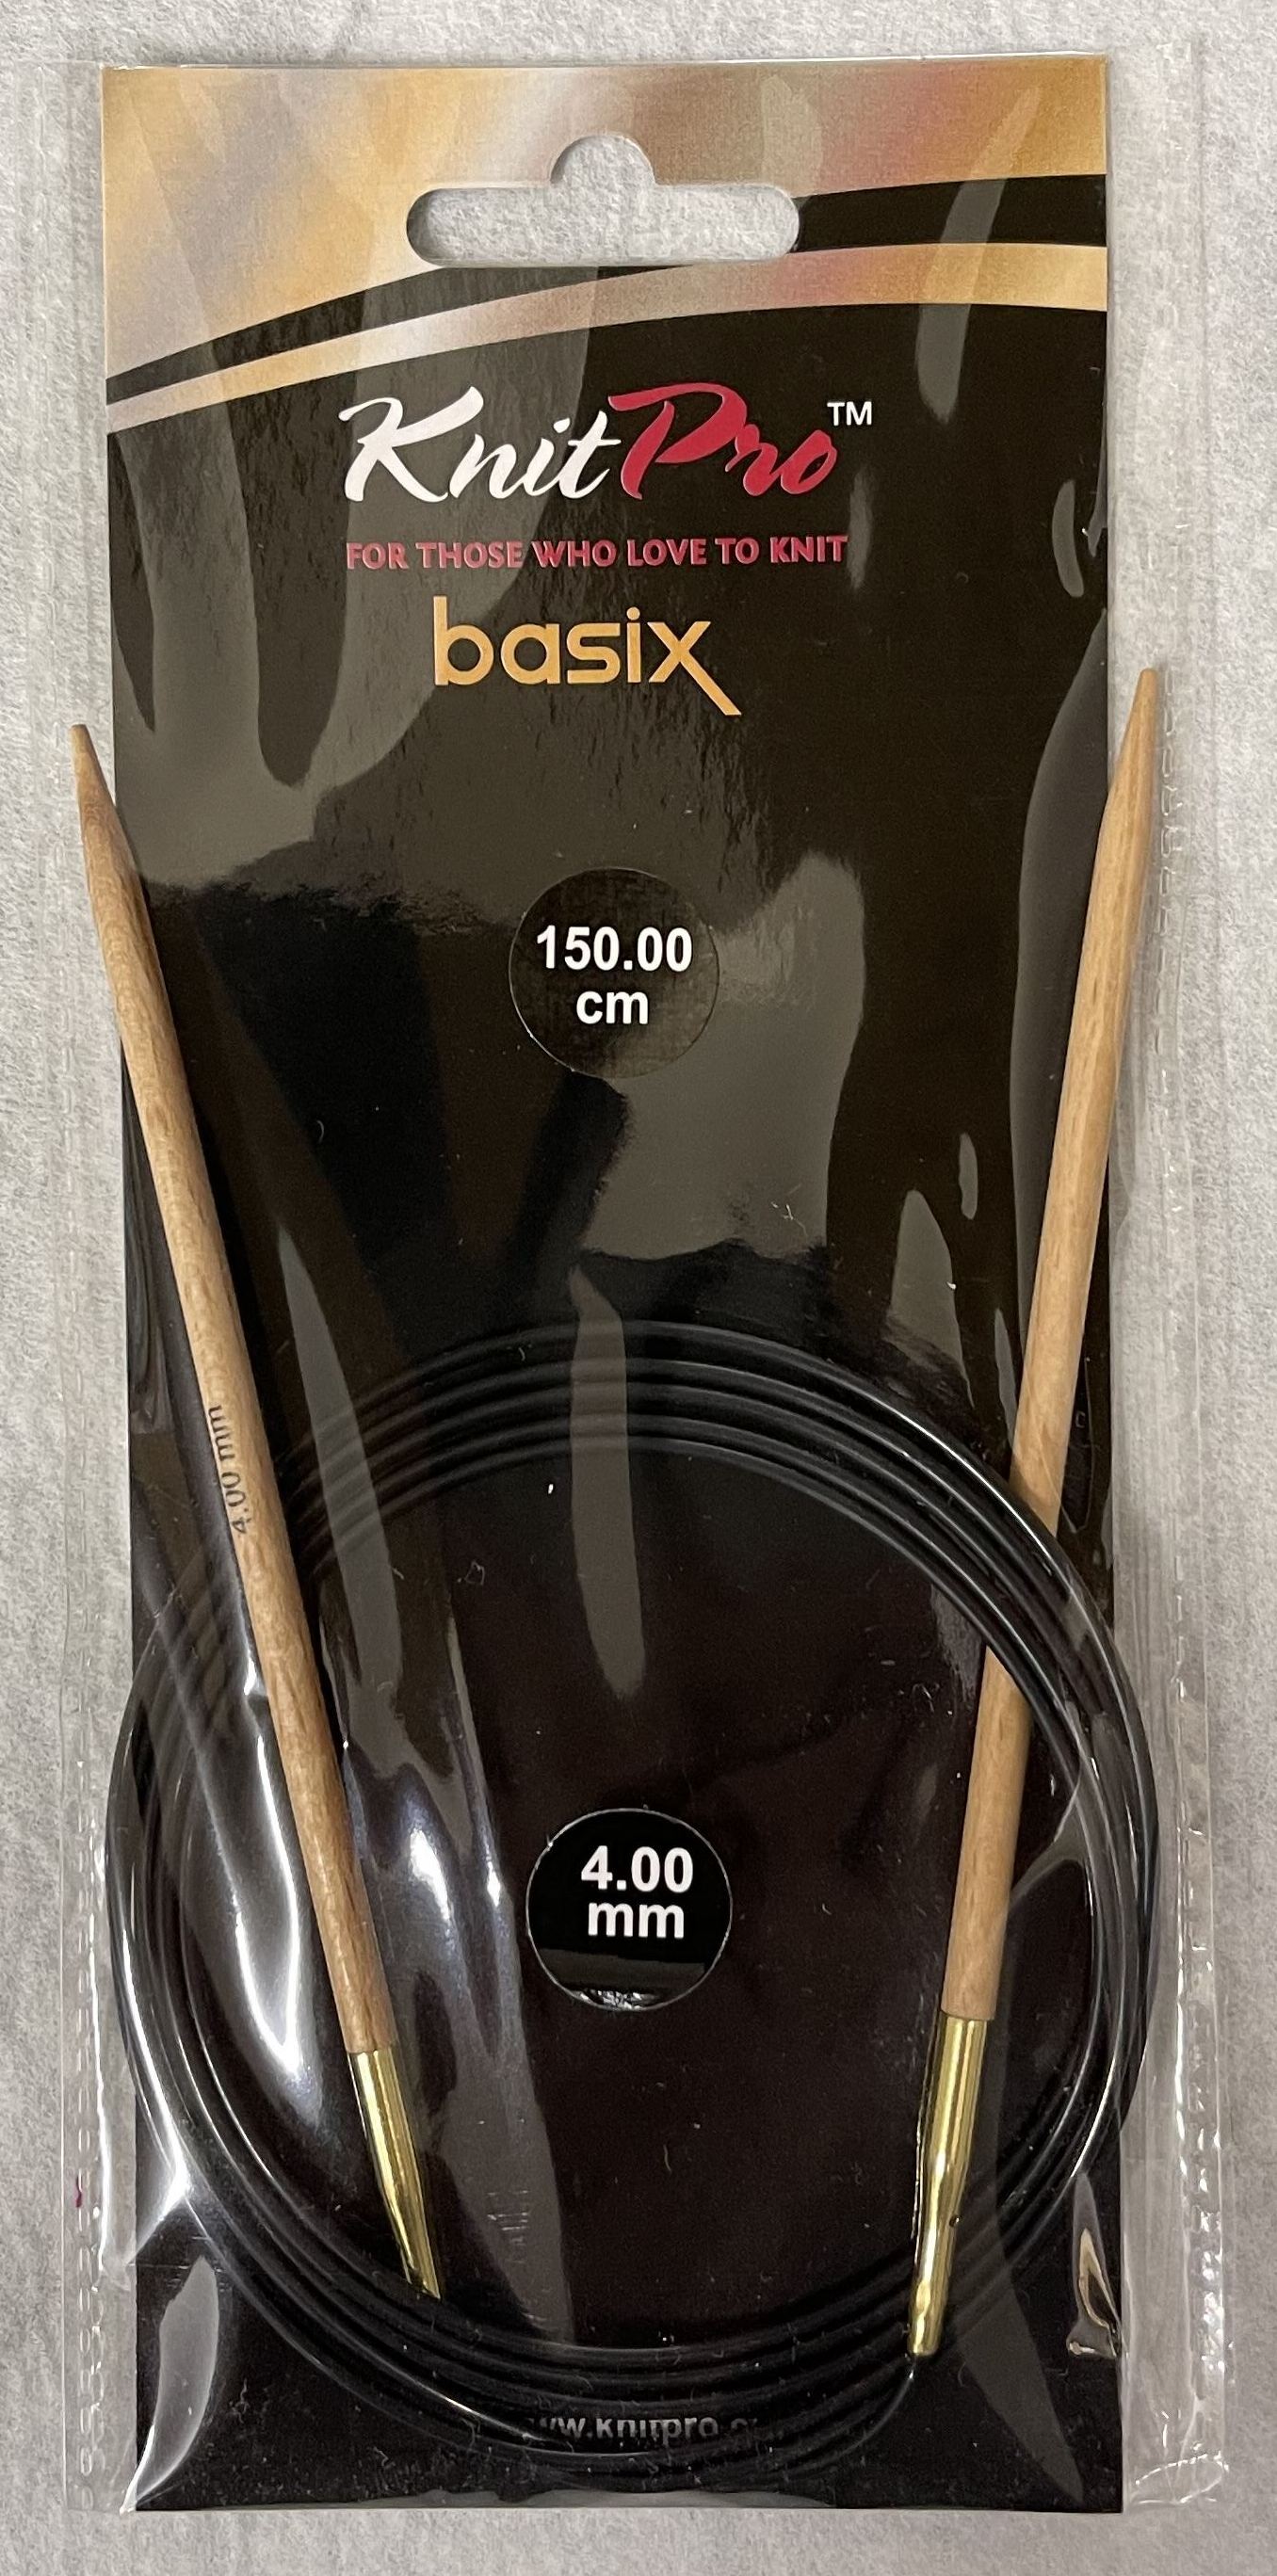 KnitPro™
FOR THOSE WHO LOVE TO KNIT
basix
150.00
cm
4.00 mm
4.00
mm